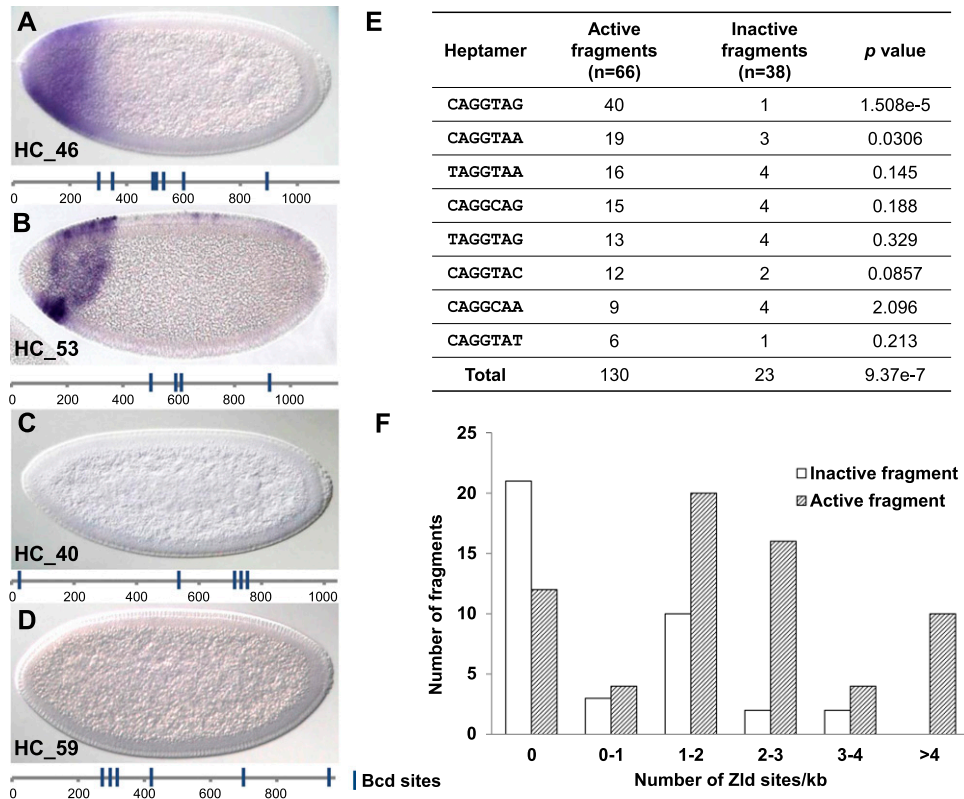 A
HC_46
0 200 400 600 800 1000
B
HC_53
0 200 400 600 800 1000
C
HC_40
0 200 400 600 800 1000
D
HC_59
0 200 400 600 800
Bcd sites
E
Heptamer Active fragments (n=66) Inactive fragments (n=38) p value
CAGGTAG 40 1 1.508e-5
CAGGTAA 19 3 0.0306
TAGGTAA 16 4 0.145
CAGGCAG 15 4 0.188
TAGGTAG 13 4 0.329
CAGGTAC 12 2 0.0857
CAGGCAA 9 4 2.096
CAGGTAT 6 1 0.213
Total 130 23 9.37e-7
F
Number of fragments
25
20
15
10
5
0
Inactive fragment
Active fragment
0 0-1 1-2 2-3 3-4 >4
Number of Zld sites/kb